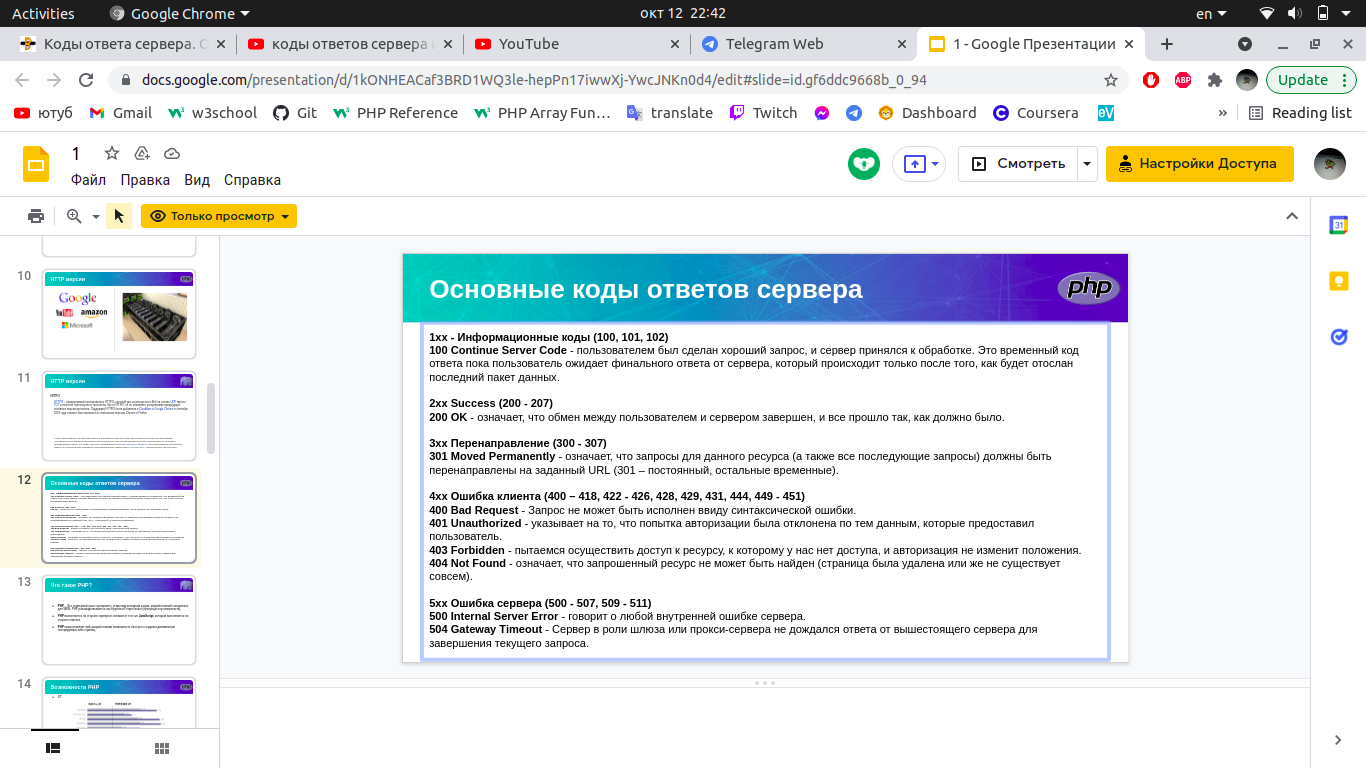 Activities
Google Chrome
окт 12 22:42
en
Коды ответа сервера. С
коды ответов сервера
YouTube
Telegram Web
1 - Google Презентации
docs.google.com/presentation/d/1kONHEACaf3BRD1WQ3le-hepPn17iwwXj-YwcJNKn0d4/edit#slide=id.gf6ddc9668b_0_94
ABP
Update
ютуб
Gmail
w3school
Git
PHP Reference
PHP Array Fun…
translate
Twitch
Dashboard
Coursera
eV
»
Reading list
1
Файл Правка Вид Справка
Смотреть
Настройки Доступа
Только просмотр
31
10
HTTP версии
Google
amazon
Microsoft
11
HTTP версии
12
Основные коды ответов сервера
13
Что такое PHP?
14
Возможности PHP
Основные коды ответов сервера
php
1xx - Информационные коды (100, 101, 102)
100 Continue Server Code - пользователем был сделан хороший запрос, и сервер принялся к обработке. Это временный код
ответа пока пользователь ожидает финального ответа от сервера, который происходит только после того, как будет отослан
последний пакет данных.
2xx Success (200 - 207)
200 OK - означает, что обмен между пользователем и сервером завершен, и все прошло так, как должно было.
3xx Перенаправление (300 - 307)
301 Moved Permanently - означает, что запросы для данного ресурса (а также все последующие запросы) должны быть
перенаправлены на заданный URL (301 – постоянный, остальные временные).
4xx Ошибка клиента (400 – 418, 422 - 426, 428, 429, 431, 444, 449 - 451)
400 Bad Request - Запрос не может быть исполнен ввиду синтаксической ошибки.
401 Unauthorised - указывает на то, что попытка авторизации была отклонена по тем данным, которые предоставил
пользователь.
403 Forbidden - пытаемся осуществить доступ к ресурсу, к которому у нас нет доступа, и авторизация не изменит положения.
404 Not Found - означает, что запрошенный ресурс не может быть найден (страница была удалена или же не существует
совсем).
5xx Ошибка сервера (500 - 507, 509 - 511)
500 Internal Server Error - говорит о любой внутренней ошибке сервера.
504 Gateway Timeout - Сервер в роли шлюза или прокси-сервера не дождался ответа от вышестоящего сервера для
завершения текущего запроса.